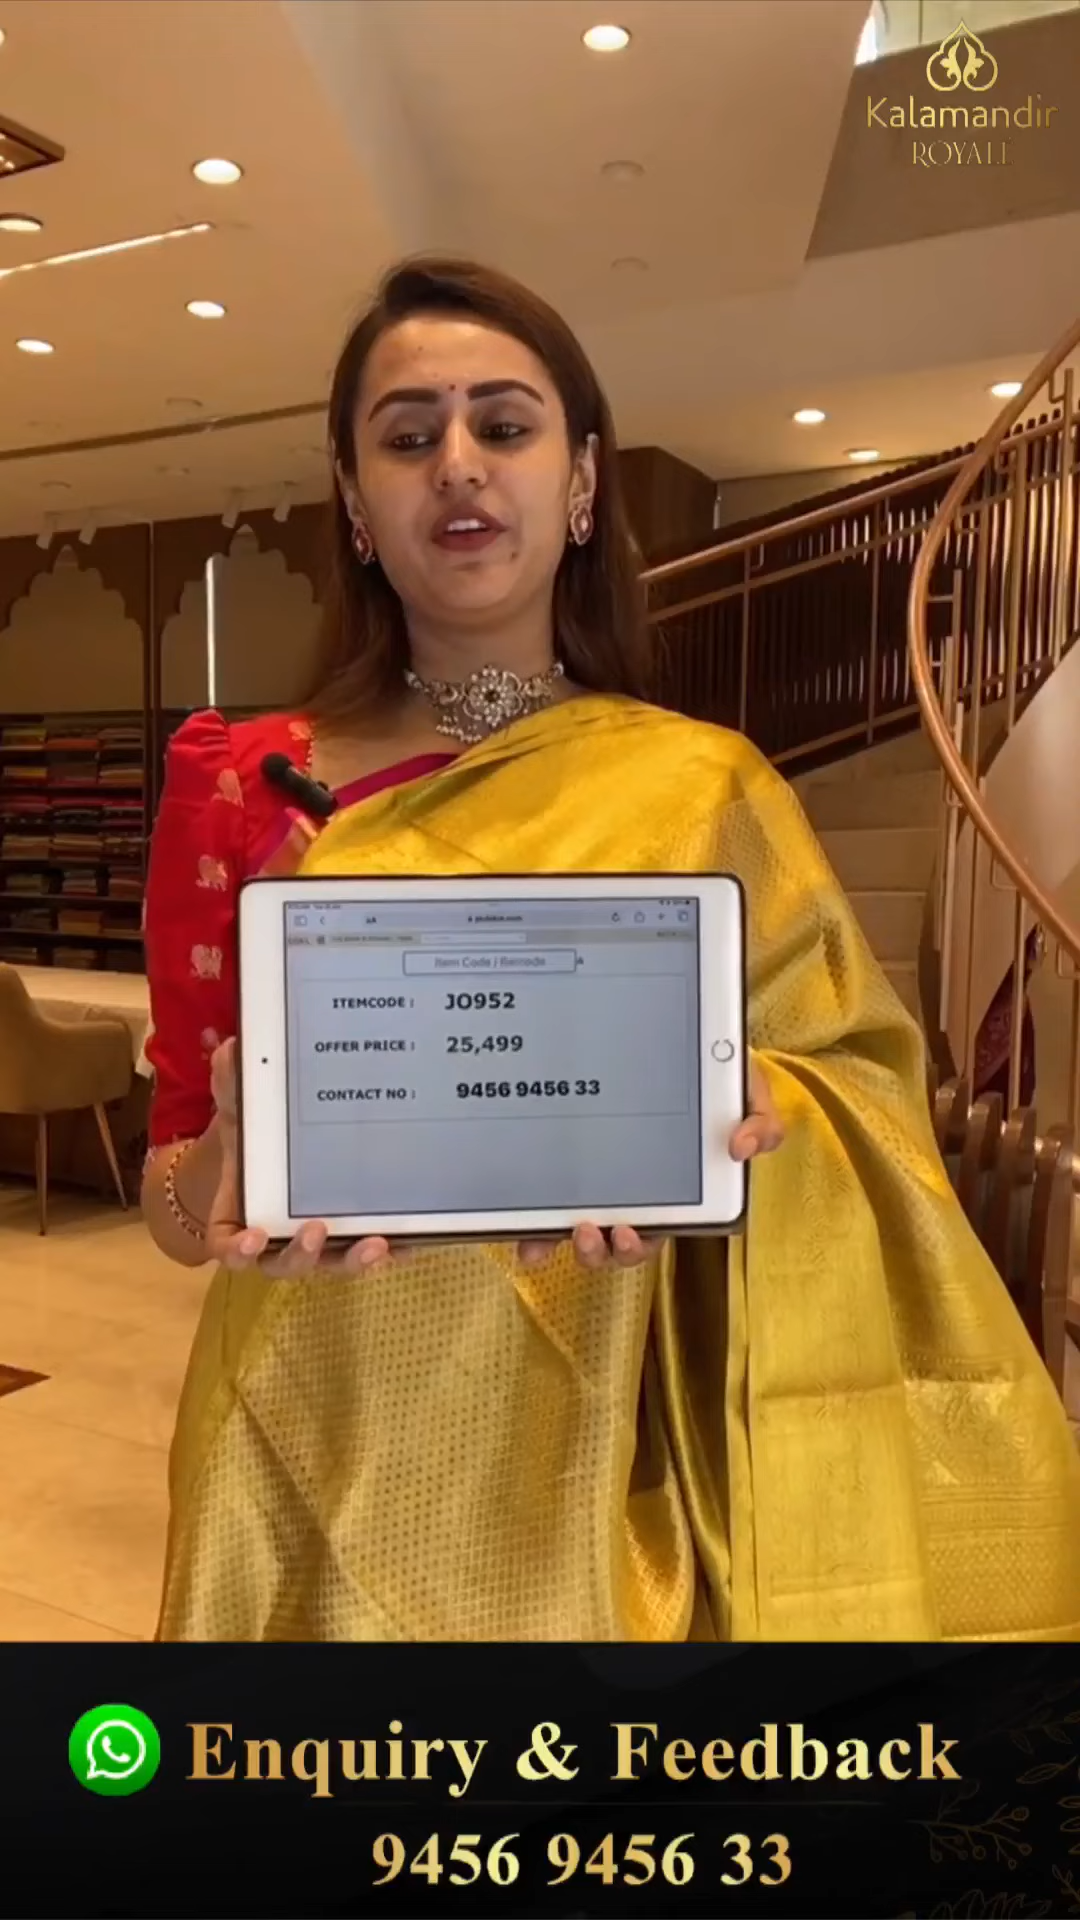 Kalamandir
ROYALE
Item Code / Barcode
ITEMCODE : JO952
OFFER PRICE : 25,499
CONTACT NO : 9456 9456 33
Enquiry & Feedback
9456 9456 33